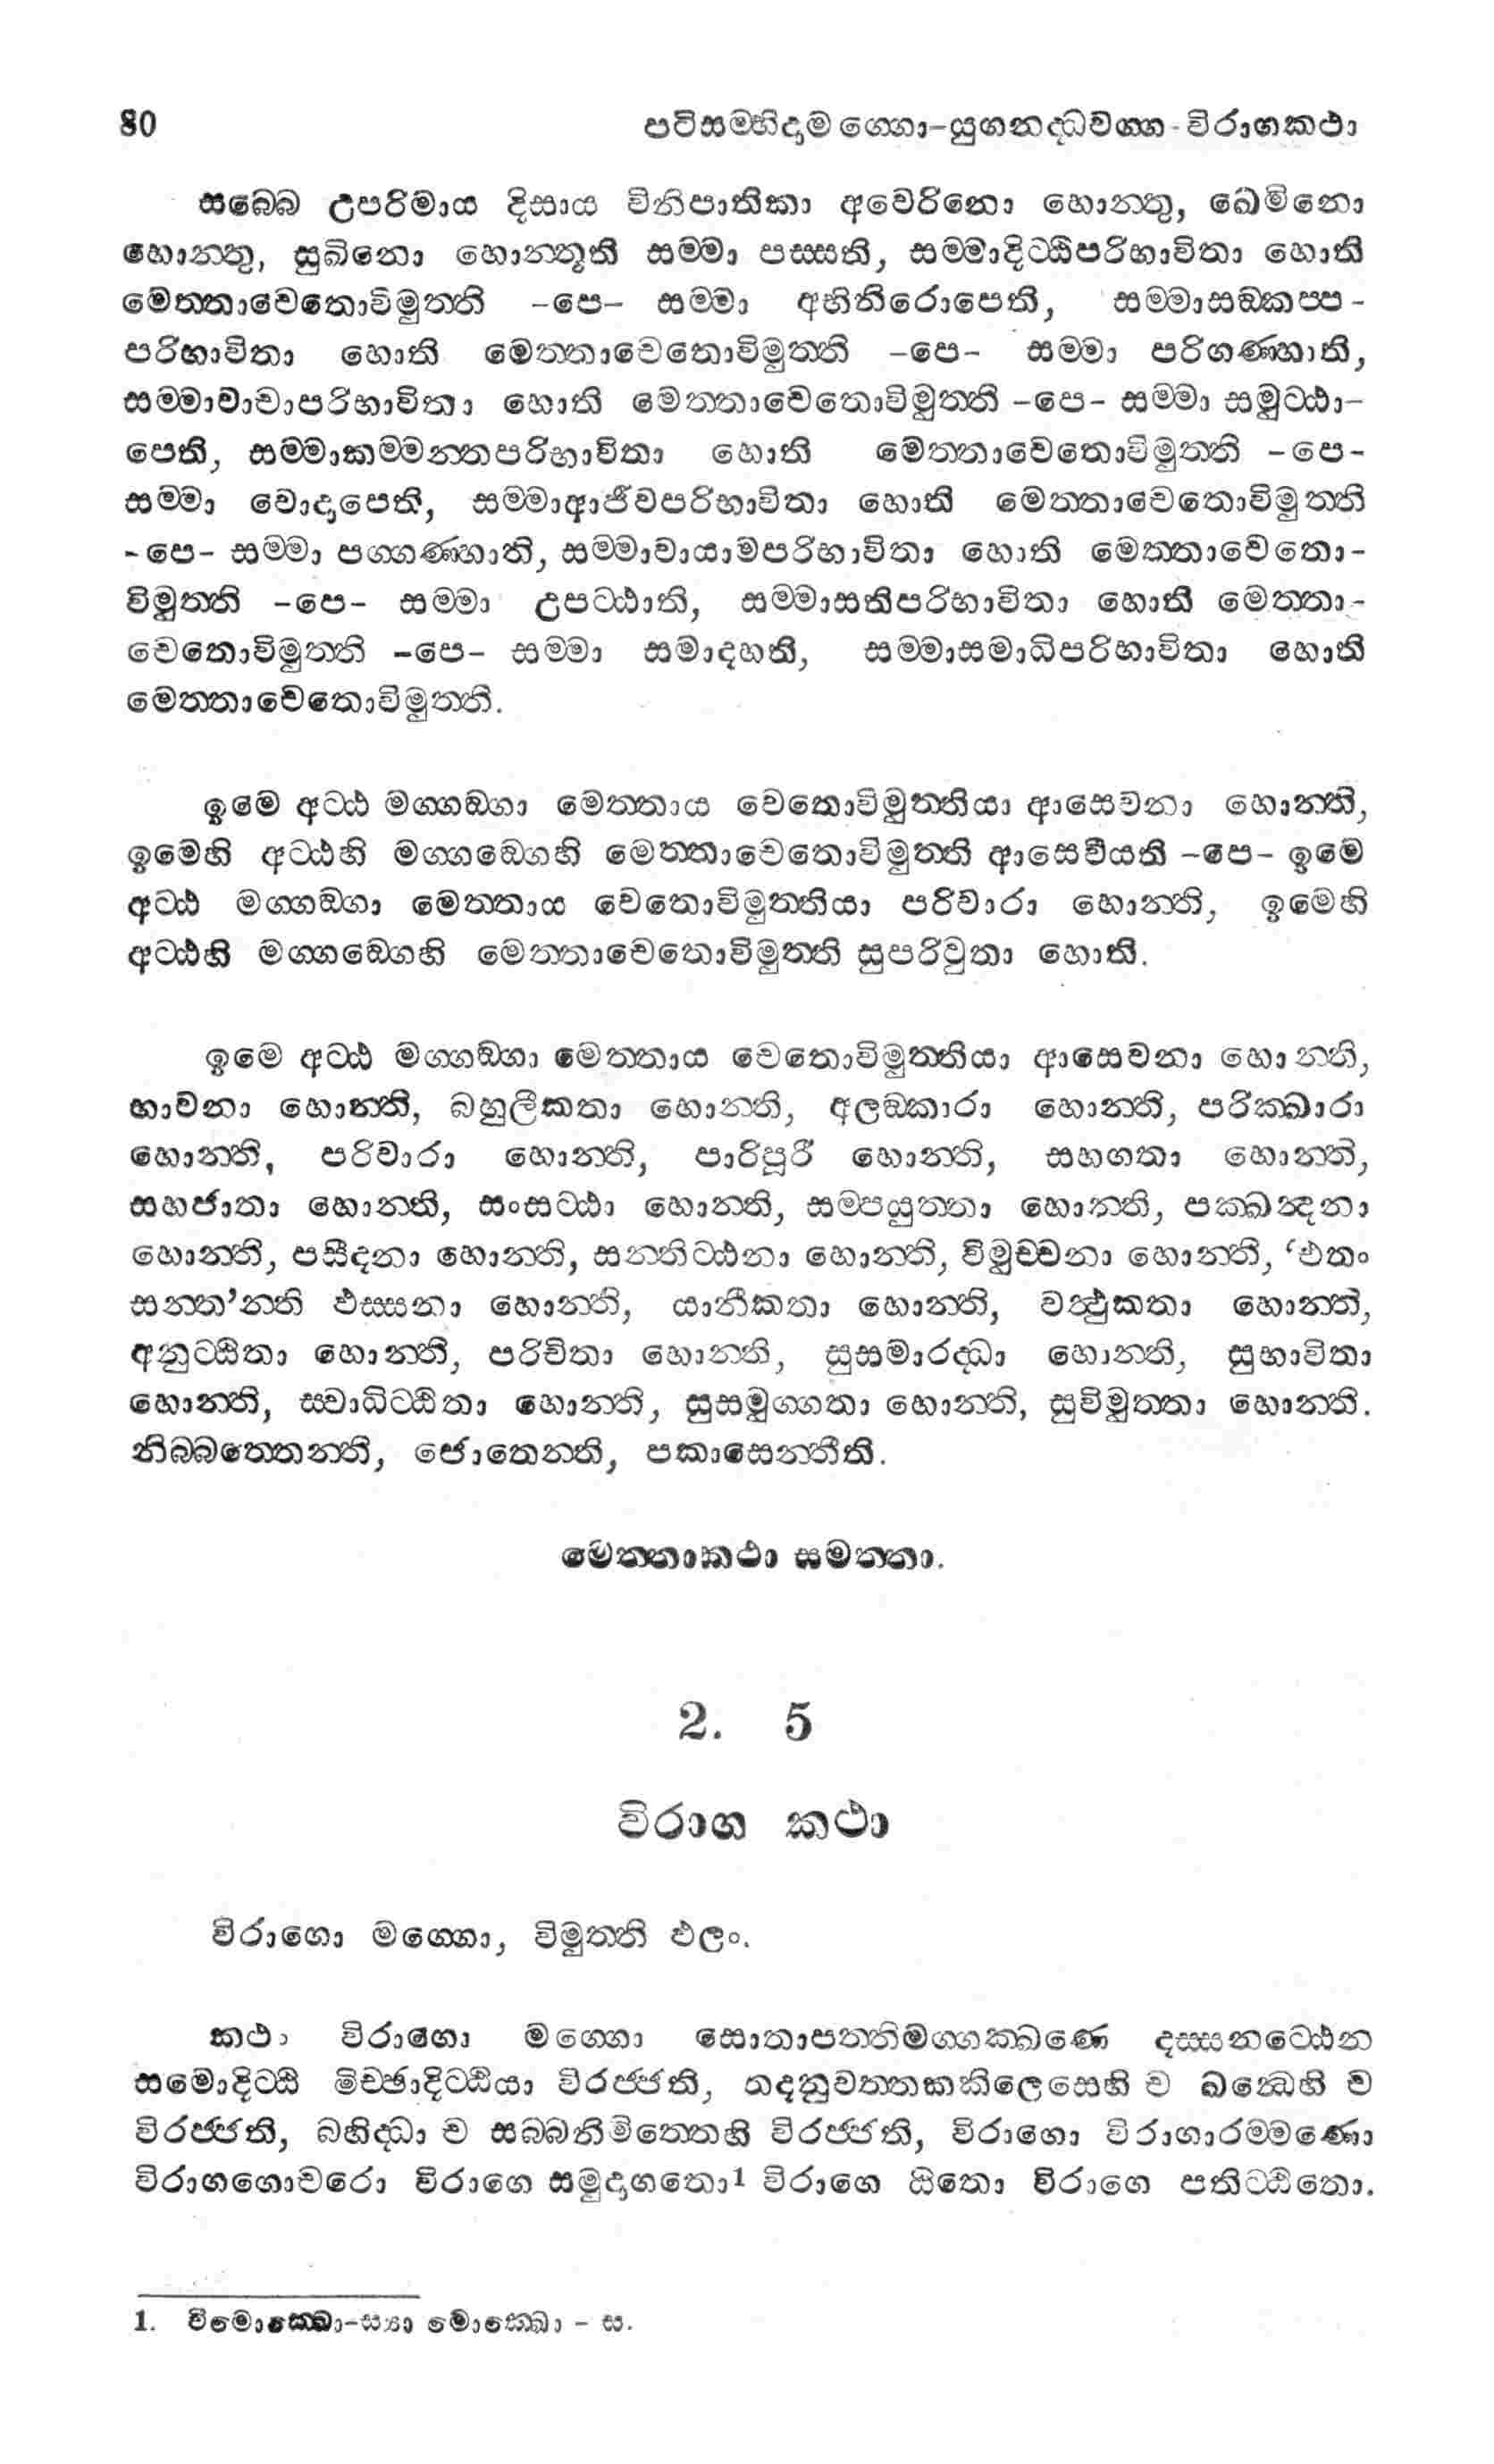 80 පටිසම්භිදාමග්ගො-යුගනද්ධවග්ග-විරාගකථා
සබ්බෙ උපරිමාය දිසාය විනිපාතිකා අවෙරිනො හොන්තු, ඛෙමිනො
හොන්තු, සුඛිනො හොන්තූති සම්මා පස්සති, සම්මාදිට්ඨිපරිභාවිතා හොති
මෙත්තාචෙතොවිමුත්ති -පෙ- සම්මා අභිනිරොපෙති, සම්මාසඞ්කප්ප-
පරිභාවිතා හොති මෙත්තාචෙතොවිමුත්ති -පෙ- සම්මා පරිගණ්හාති,
සම්මාවාචාපරිභාවිතා හොති මෙත්තාචෙතොවිමුත්ති -පෙ- සම්මා සමුට්ඨා-
පෙති, සම්මාකම්මන්තපරිභාවිතා හොති මෙත්තාචෙතොවිමුත්ති -පෙ-
සම්මා වොදාපෙති, සම්මාආජීවපරිභාවිතා හොති මෙත්තාචෙතොවිමුත්ති
-පෙ- සම්මා පග්ගණ්හාති, සම්මාවායාමපරිභාවිතා හොති මෙත්තාචෙතො-
විමුත්ති -පෙ- සම්මා උපට්ඨාති, සම්මාසතිපරිභාවිතා හොති මෙත්තා-
චෙතොවිමුත්ති -පෙ- සම්මා සමාදහති, සම්මාසමාධිපරිභාවිතා හොති
මෙත්තාචෙතොවිමුත්ති.
ඉමෙ අට්ඨ මග්ගඞ්ගා මෙත්තාය චෙතොවිමුත්තියා ආසෙවනා හොන්ති,
ඉමෙහි අට්ඨහි මග්ගඞ්ගෙහි මෙත්තාචෙතොවිමුත්ති ආසෙවීයති -පෙ- ඉමෙ
අට්ඨ මග්ගඞ්ගා මෙත්තාය චෙතොවිමුත්තියා පරිවාරා හොන්ති, ඉමෙහි
අට්ඨහි මග්ගඞ්ගෙහි මෙත්තාචෙතොවිමුත්ති සුපරිවුතා හොති.
ඉමෙ අට්ඨ මග්ගඞ්ගා මෙත්තාය චෙතොවිමුත්තියා ආසෙවනා හොන්ති,
භාවනා හොන්ති, බහුලීකතා හොන්ති, අලඞ්කාරා හොන්ති, පරික්ඛාරා
හොන්ති, පරිවාරා හොන්ති, පාරිපූරී හොන්ති, සහගතා හොන්ති,
සහජාතා හොන්ති, සංසට්ඨා හොන්ති, සම්පයුත්තා හොන්ති, පක්ඛන්දනා
හොන්ති, පසීදනා හොන්ති, සන්තිට්ඨනා හොන්ති, විමුච්චනා හොන්ති, ‘එතං
සන්ත’න්ති ඵස්සනා හොන්ති, යානීකතා හොන්ති, වත්ථුකතා හොන්ති,
අනුට්ඨිතා හොන්ති, පරිචිතා හොන්ති, සුසමාරද්ධා හොන්ති, සුභාවිතා
හොන්ති, ස්වාධිට්ඨිතා හොන්ති, සුසමුග්ගතා හොන්ති, සුවිමුත්තා හොන්ති.
නිබ්බත්තෙන්ති, ජොතෙන්ති, පකාසෙන්තීති.
මෙත්තාකථා සමත්තා.
2. 5
විරාග කථා
විරාගො මග්ගො, විමුත්ති ඵලං.
කථං විරාගො මග්ගො සොතාපත්තිමග්ගක්ඛණෙ දස්සනට්ඨෙන
සම්මාදිට්ඨි මිච්ඡාදිට්ඨියා විරජ්ජති, තදනුවත්තකකිලෙසෙහි ච ඛන්ධෙහි ච
විරජ්ජති, බහිද්ධා ච සබ්බනිමිත්තෙහි විරජ්ජති, විරාගො විරාගාරම්මණො
විරාගගොචරො විරාගෙ සමුදාගතො1 විරාගෙ ඨිතො විරාගෙ පතිට්ඨිතො.
1. විමොක්ඛො-ස්‍යා මොක්ඛො - ස.